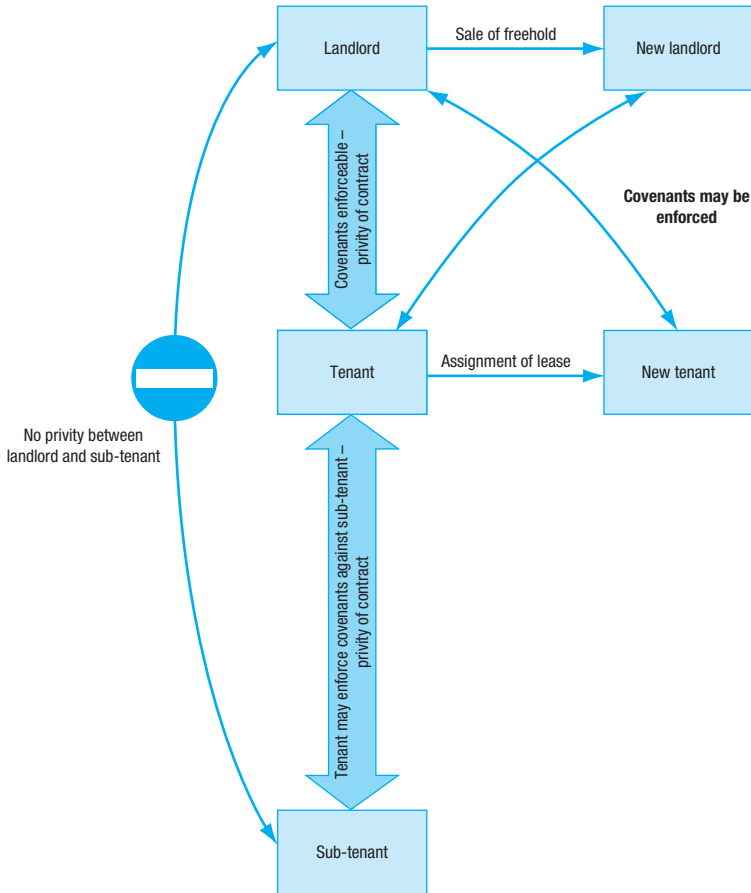 Landlord
Sale of freehold
New landlord
Covenants enforceable –
privity of contract
Covenants may be
enforced
Tenant
Assignment of lease
New tenant
No privity between
landlord and sub-tenant
Tenant may enforce covenants against sub-tenant –
privity of contract
Sub-tenant